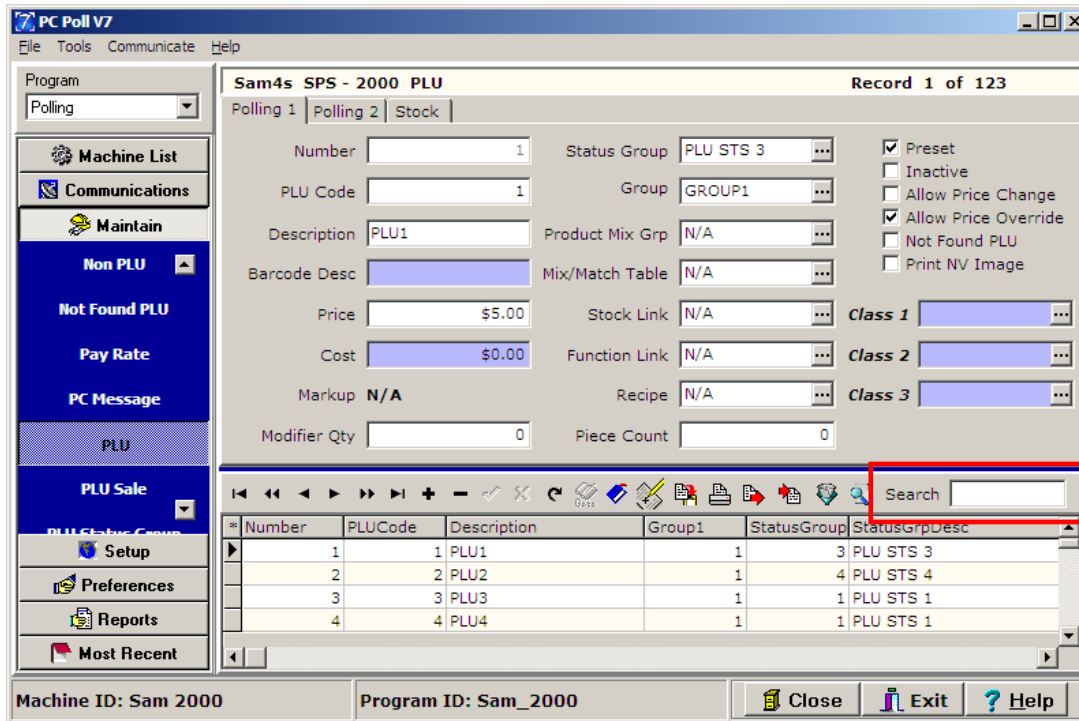 PC Poll V7
File Tools Communicate Help
Program
Polling
Machine List
Communications
Maintain
Non PLU
Not Found PLU
Pay Rate
PC Message
PLU
PLU Sale
PLU Status Group
Setup
Preferences
Reports
Most Recent
Sam4s SPS - 2000 PLU Record 1 of 123
Polling 1 Polling 2 Stock
Number 1 Status Group PLU STS 3 ... Preset
Inactive
PLU Code 1 Group GROUP1 ... Allow Price Change
Allow Price Override
Description PLU1 Product Mix Grp N/A ... Not Found PLU
Barcode Desc Mix/Match Table N/A ... Print NV Image
Price $5.00 Stock Link N/A ... Class 1 ...
Cost $0.00 Function Link N/A ... Class 2 ...
Markup N/A Recipe N/A ... Class 3 ...
Modifier Qty 0 Piece Count 0
Search
* Number PLUCode Description Group1 StatusGroup StatusGrpDesc
1 1 PLU1 1 3 PLU STS 3
2 2 PLU2 1 4 PLU STS 4
3 3 PLU3 1 1 PLU STS 1
4 4 PLU4 1 1 PLU STS 1
Machine ID: Sam 2000 Program ID: Sam_2000 Close Exit ? Help